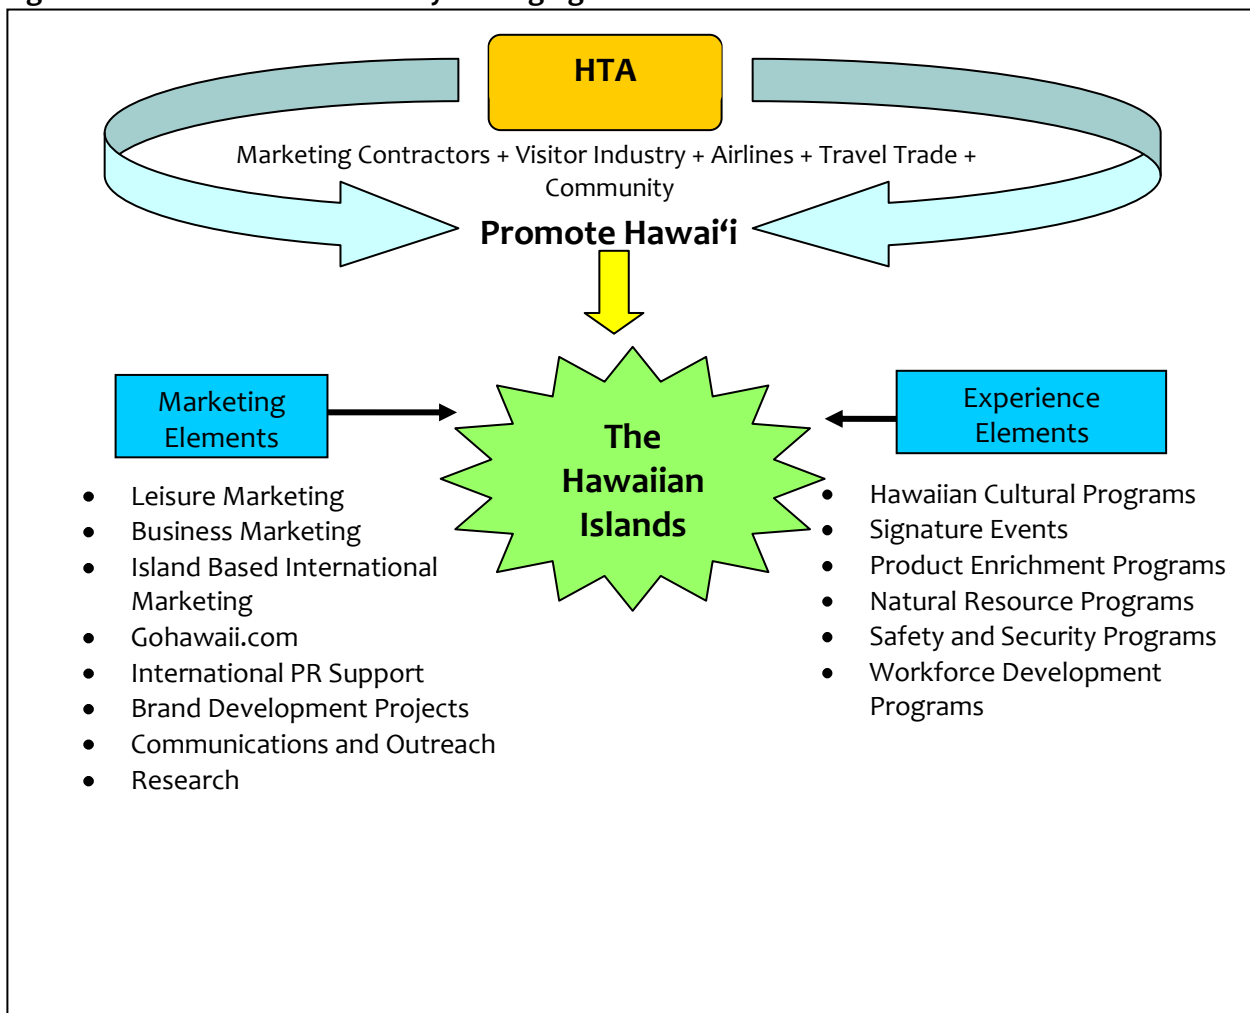 HTA
Marketing Contractors + Visitor Industry + Airlines + Travel Trade +
Community
Promote Hawai‘i
Marketing
Elements
Experience
Elements
The
Hawaiian
Islands
• Leisure Marketing
• Business Marketing
• Island Based International
Marketing
• Gohawaii.com
• International PR Support
• Brand Development Projects
• Communications and Outreach
• Research
• Hawaiian Cultural Programs
• Signature Events
• Product Enrichment Programs
• Natural Resource Programs
• Safety and Security Programs
• Workforce Development
Programs